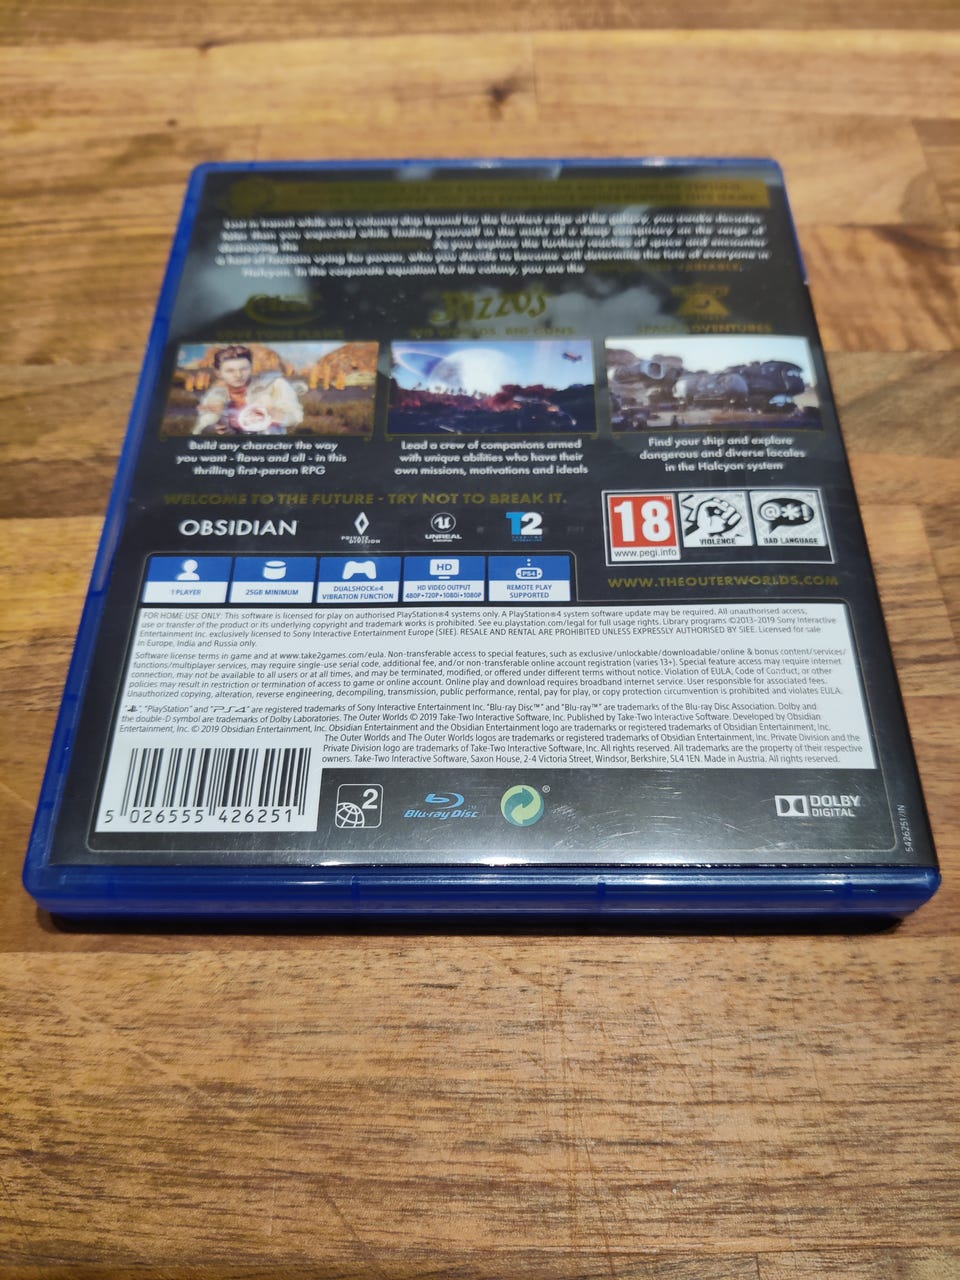 Lost in transit while on a colonist ship bound for the furthest edge of the galaxy, you awake decades
later than you expected while finding yourself in the midst of a deep conspiracy on the verge of
destroying the
As you explore the furthest reaches of space and encounter
a host of factions vying for power, who you decide to become will determine the fate of everyone in
Halcyon. In the corporate equation for the colony, you are the
VARIABLE.
Rizzo's
WORLDS. BIG GUNS
SPACE ADVENTURES
Build any character the way
you want - flaws and all - in this
thrilling first-person RPG
Lead a crew of companions armed
with unique abilities who have their
own missions, motivations and ideals
Find your ship and explore
dangerous and diverse locales
in the Halcyon system
WELCOME TO THE FUTURE - TRY NOT TO BREAK IT.
OBSIDIAN
PRIVATE DIVISION
UNREAL
T2
18
www.pegi.info
VIOLENCE
@*!
BAD LANGUAGE
WWW.THEOUTERWORLDS.COM
1 PLAYER
25GB MINIMUM
DUALSHOCK®4
VIBRATION FUNCTION
HD
HD VIDEO OUTPUT
480p•720p•1080i•1080p
PS4
REMOTE PLAY
SUPPORTED
FOR HOME USE ONLY: This software is licensed for play on authorised PlayStation®4 systems only. A PlayStation®4 system software update may be required. All unauthorised access,
use or transfer of the product or its underlying copyright and trademark works is prohibited. See eu.playstation.com/legal for full usage rights. Library programs ©2013-2019 Sony Interactive
Entertainment Inc. exclusively licensed to Sony Interactive Entertainment Europe (SIEE). RESALE AND RENTAL ARE PROHIBITED UNLESS EXPRESSLY AUTHORISED BY SIEE. Licensed for sale
in Europe, India and Russia only.
Software license terms in game and at www.take2games.com/eula. Non-transferable access to special features, such as exclusive/unlockable/downloadable/online & bonus content/services/
functions/multiplayer services, may require single-use serial code, additional fee, and/or non-transferable online account registration (varies 13+). Special feature access may require internet
connection, may not be available to all users or at all times, and may be terminated, modified, or offered under different terms without notice. Violation of EULA, Code of Conduct, or other
policies may result in restriction or termination of access to game or online account. Online play and download requires broadband internet service. User responsible for associated fees.
Unauthorized copying, alteration, reverse engineering, decompiling, transmission, public performance, rental, pay for play, or copy protection circumvention is prohibited and violates EULA.
"PlayStation" and "PS4" are registered trademarks of Sony Interactive Entertainment Inc. "Blu-ray Disc™" and "Blu-ray™" are trademarks of the Blu-ray Disc Association. Dolby and
the double-D symbol are trademarks of Dolby Laboratories. The Outer Worlds © 2019 Take-Two Interactive Software, Inc. Published by Take-Two Interactive Software. Developed by Obsidian
Entertainment, Inc. © 2019 Obsidian Entertainment, Inc. Obsidian Entertainment and the Obsidian Entertainment logo are trademarks or registered trademarks of Obsidian Entertainment, Inc.
The Outer Worlds and The Outer Worlds logos are trademarks or registered trademarks of Obsidian Entertainment, Inc. Private Division and the
Private Division logo are trademarks of Take-Two Interactive Software, Inc. All rights reserved. All trademarks are the property of their respective
owners. Take-Two Interactive Software, Saxon House, 2-4 Victoria Street, Windsor, Berkshire, SL4 1EN. Made in Austria. All rights reserved.
5 026555 426251
2
Blu-ray Disc™
®
DOLBY
DIGITAL
5426251/IN